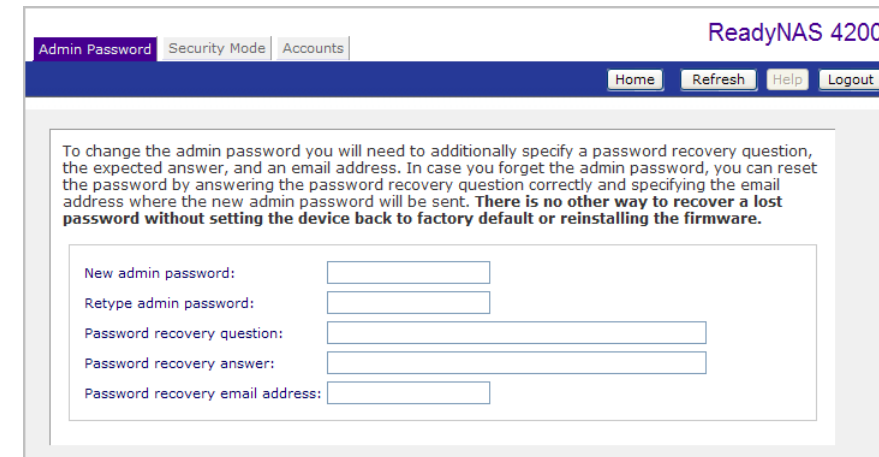 ReadyNAS 4200
Admin Password Security Mode Accounts
Home Refresh Help Logout
To change the admin password you will need to additionally specify a password recovery question,
the expected answer, and an email address. In case you forget the admin password, you can reset
the password by answering the password recovery question correctly and specifying the email
address where the new admin password will be sent. There is no other way to recover a lost
password without setting the device back to factory default or reinstalling the firmware.
New admin password:
Retype admin password:
Password recovery question:
Password recovery answer:
Password recovery email address: